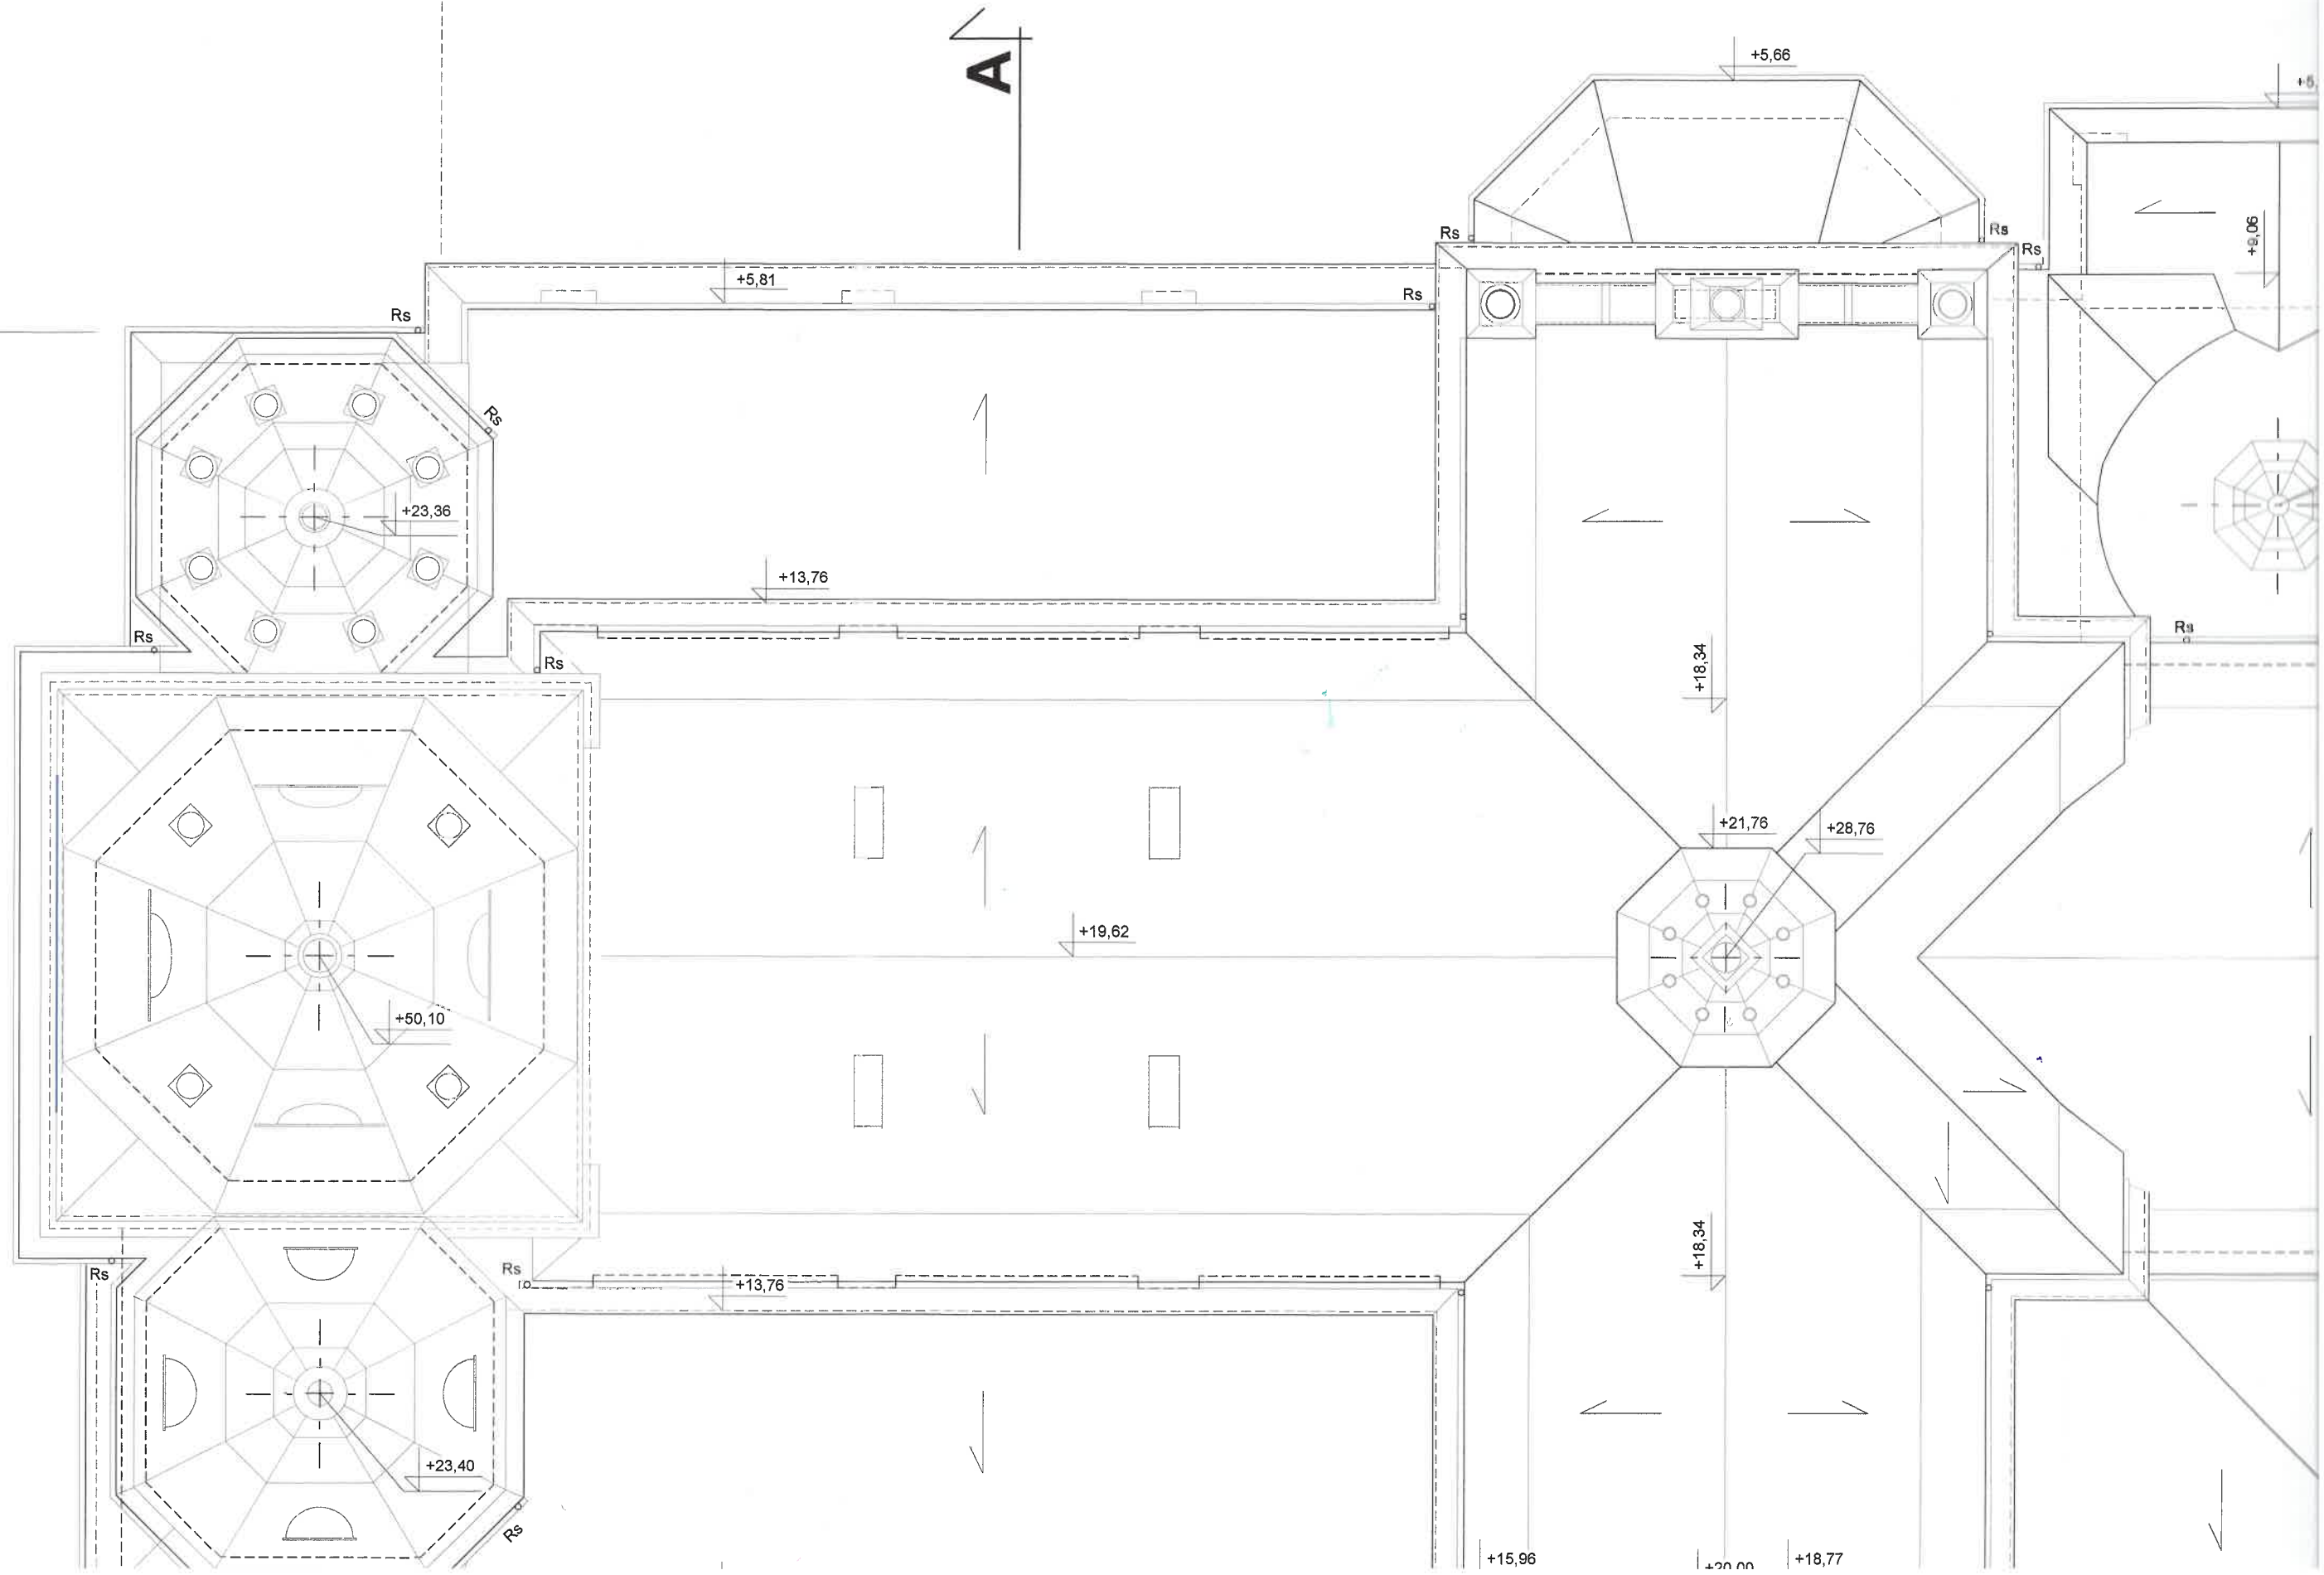 A
+5,66
+9,06
Rs
Rs
Rs
+5,81
Rs
Rs
Rs
+23,36
+13,76
Rs
Rs
Rs
+18,34
+21,76
+28,76
+19,62
+50,10
+18,34
Rs
Rs
+13,76
+23,40
Rs
+15,96
+20,00
+18,77